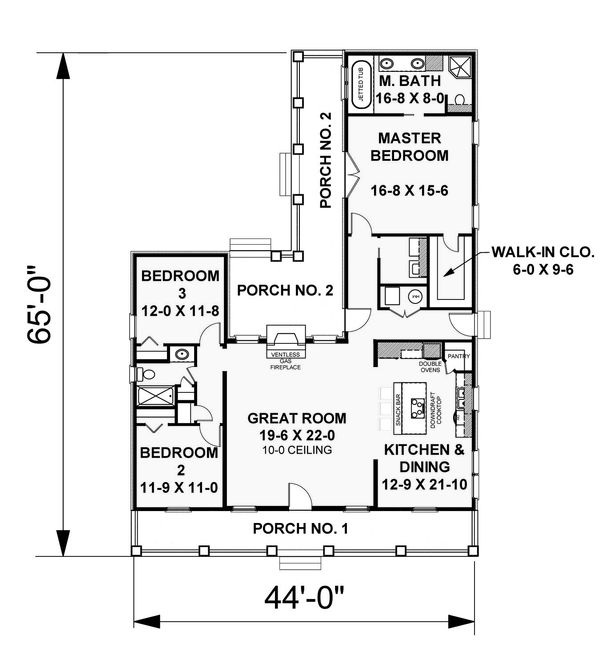 JETTED TUB
M. BATH
16-8 X 8-0
PORCH NO. 2
MASTER
BEDROOM
16-8 X 15-6
WALK-IN CLO.
6-0 X 9-6
65'-0"
BEDROOM
3
12-0 X 11-8
PORCH NO. 2
WH
VENTLESS
GAS
FIREPLACE
DOUBLE
OVENS
PANTRY
SNACK BAR
DOWNDRAFT
COOKTOP
GREAT ROOM
19-6 X 22-0
10-0 CEILING
KITCHEN &
DINING
12-9 X 21-10
BEDROOM
2
11-9 X 11-0
PORCH NO. 1
44'-0"